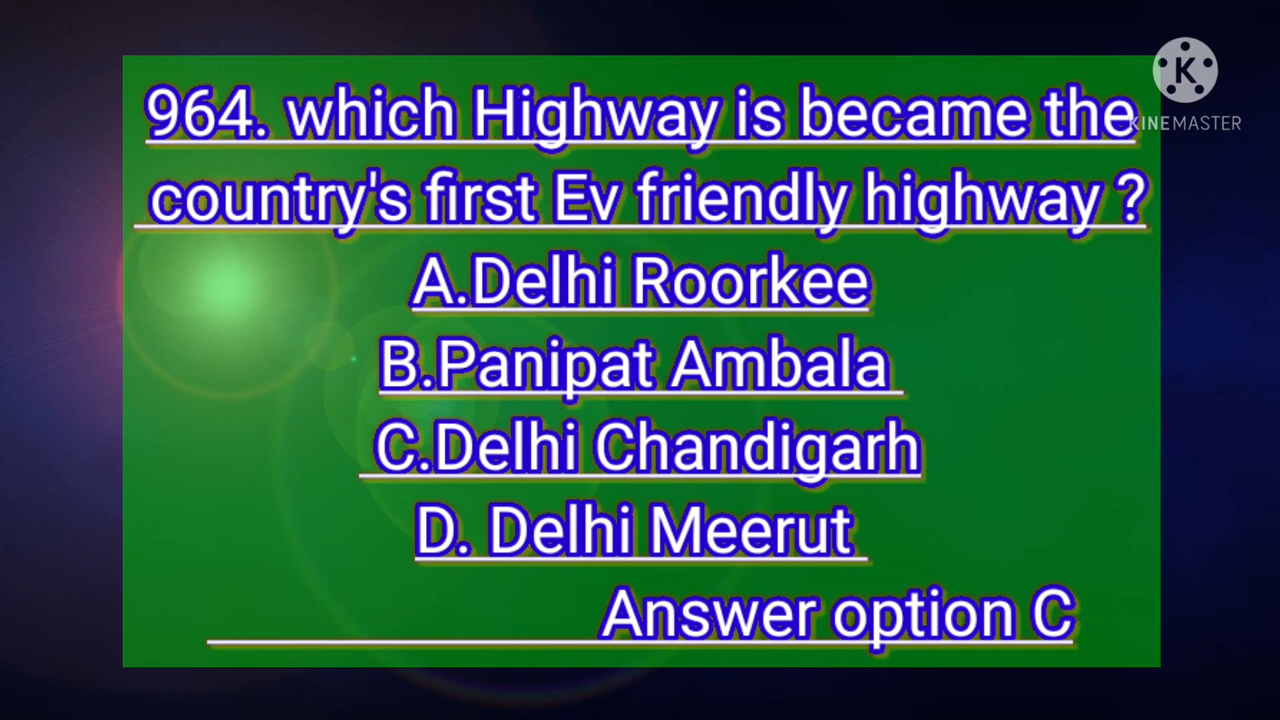 964. which Highway is became the
country's first Ev friendly highway ?
A.Delhi Roorkee
B.Panipat Ambala
C.Delhi Chandigarh
D. Delhi Meerut
Answer option C
K
KINEMASTER